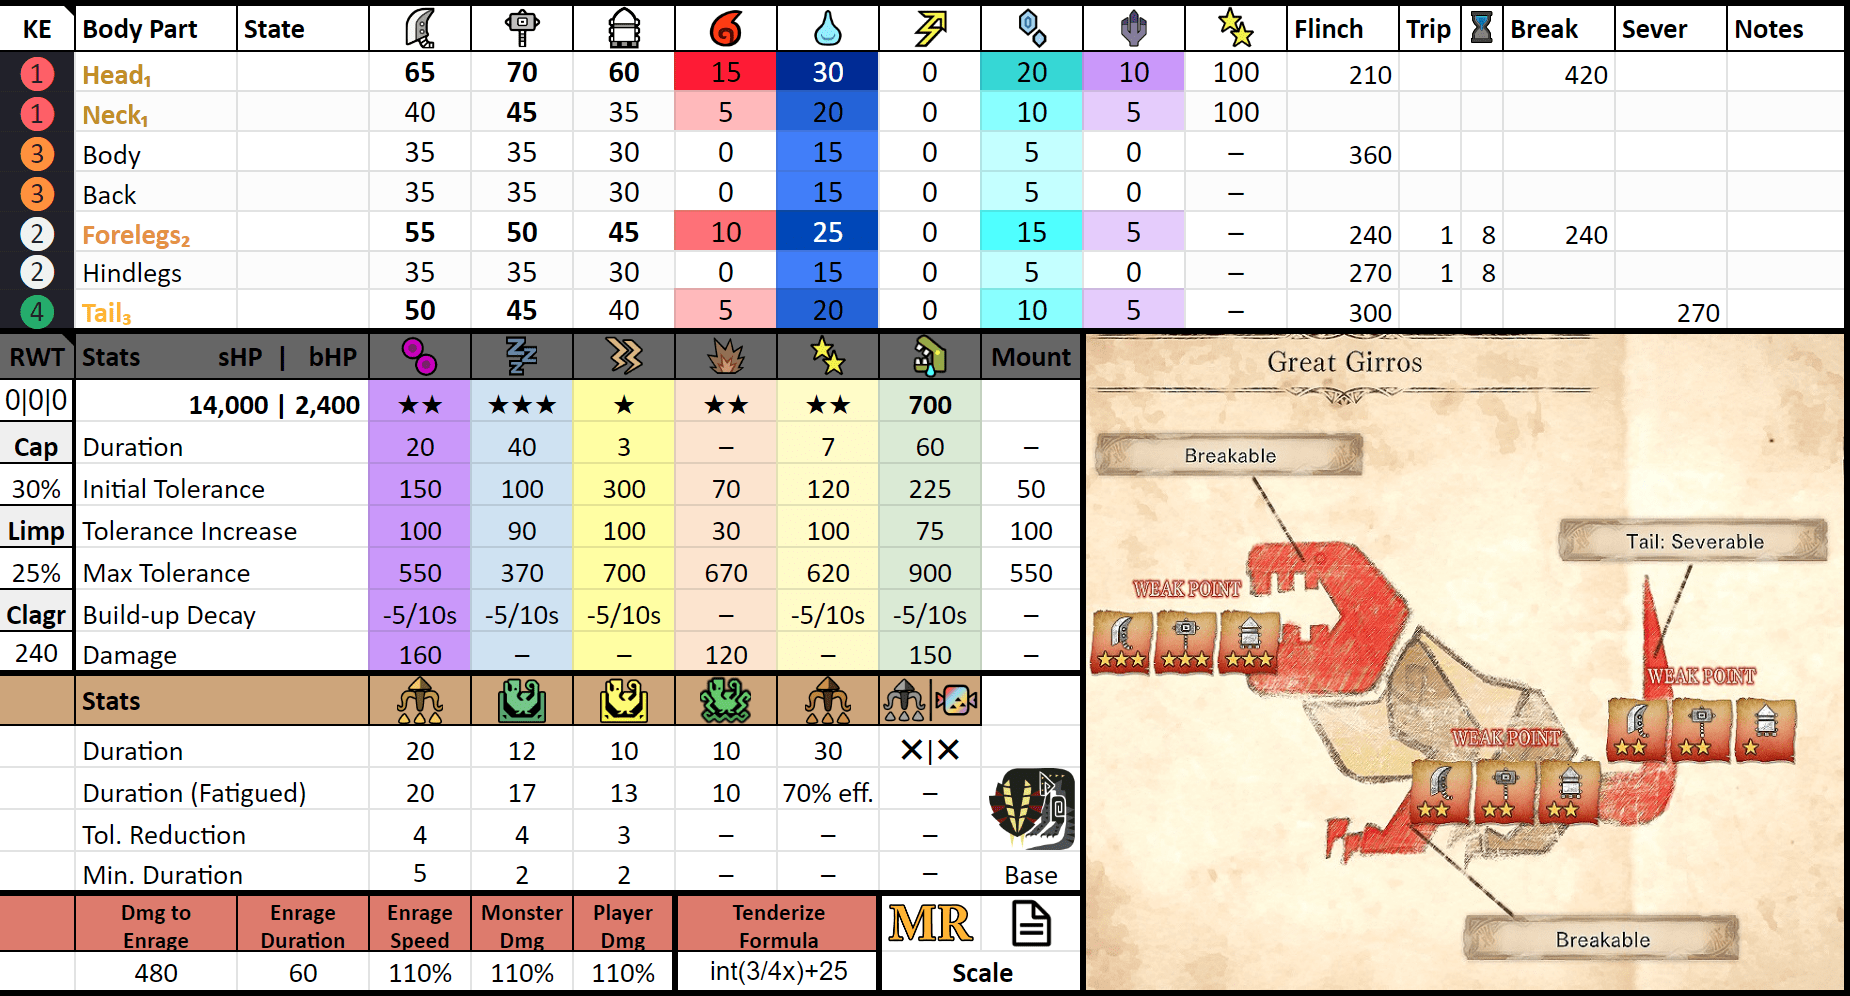 KE Body Part State Flinch Trip Break Sever Notes
1 Head₁ 65 70 60 15 30 0 20 10 100 210 420
1 Neck₁ 40 45 35 5 20 0 10 5 100
3 Body 35 35 30 0 15 0 5 0 – 360
3 Back 35 35 30 0 15 0 5 0 –
2 Forelegs₂ 55 50 45 10 25 0 15 5 – 240 1 8 240
2 Hindlegs 35 35 30 0 15 0 5 0 – 270 1 8
4 Tail₃ 50 45 40 5 20 0 10 5 – 300 270
RWT Stats sHP | bHP Mount
0|0|0 14,000 | 2,400 ★★ ★★★ ★ ★★ ★★ 700
Cap Duration 20 40 3 – 7 60 –
30% Initial Tolerance 150 100 300 70 120 225 50
Limp Tolerance Increase 100 90 100 30 100 75 100
25% Max Tolerance 550 370 700 670 620 900 550
Clagr Build-up Decay -5/10s -5/10s -5/10s – -5/10s -5/10s –
240 Damage 160 – – 120 – 150 –
Stats
Duration 20 12 10 10 30 ✕|✕
Duration (Fatigued) 20 17 13 10 70% eff. –
Tol. Reduction 4 4 3 – – –
Min. Duration 5 2 2 – – – Base
Dmg to Enrage Enrage Duration Enrage Speed Monster Dmg Player Dmg Tenderize Formula MR
480 60 110% 110% 110% int(3/4x)+25 Scale
Great Girros
Breakable
Tail: Severable
WEAK POINT
WEAK POINT
WEAK POINT
Breakable